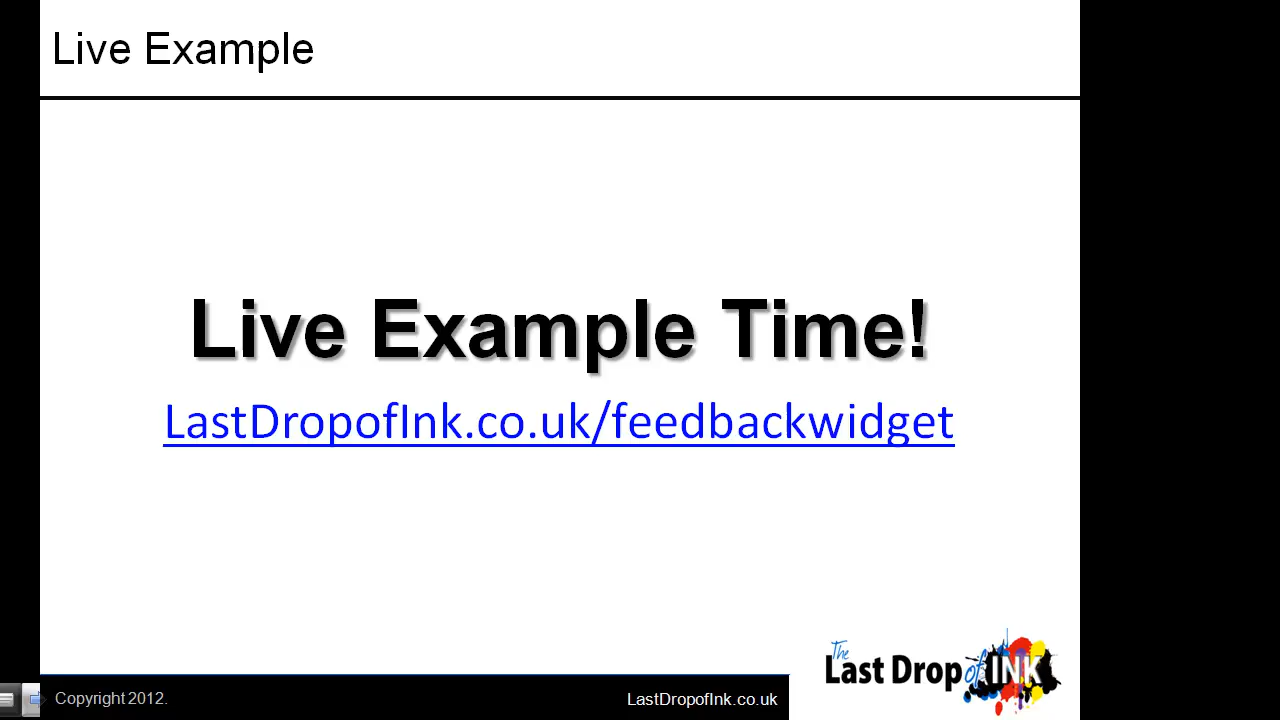 Live Example
Live Example Time!
LastDropofInk.co.uk/feedbackwidget
Copyright 2012.
LastDropofInk.co.uk
The
Last Drop of INK